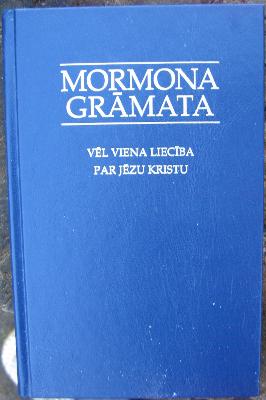 MORMONA
GRĀMATA
VĒL VIENA LIECĪBA
PAR JĒZU KRISTU